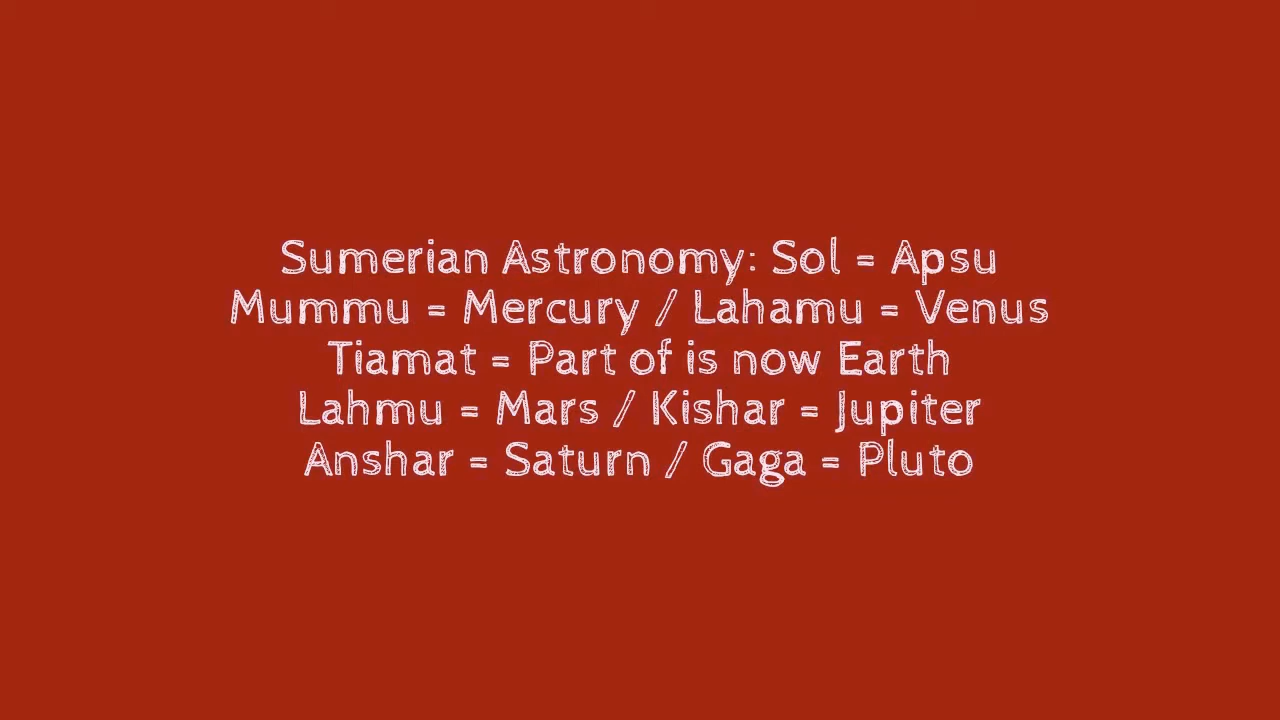 Sumerian Astronomy: Sol = Apsu
Mummu = Mercury / Lahamu = Venus
Tiamat = Part of is now Earth
Lahmu = Mars / Kishar = Jupiter
Anshar = Saturn / Gaga = Pluto